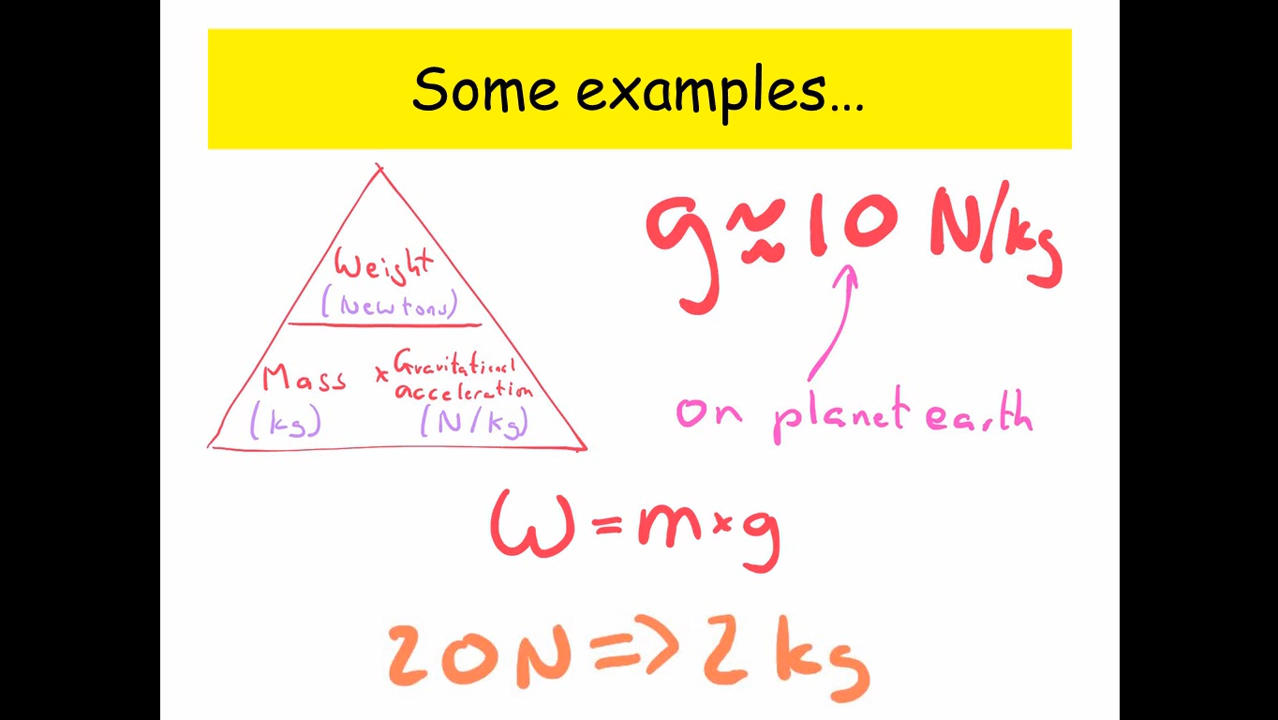 Some examples...
Weight
(Newtons)
Mass × Gravitational
acceleration
(kg) (N/kg)
g ≈ 10 N/kg
on planet earth
W = m × g
20N => 2kg